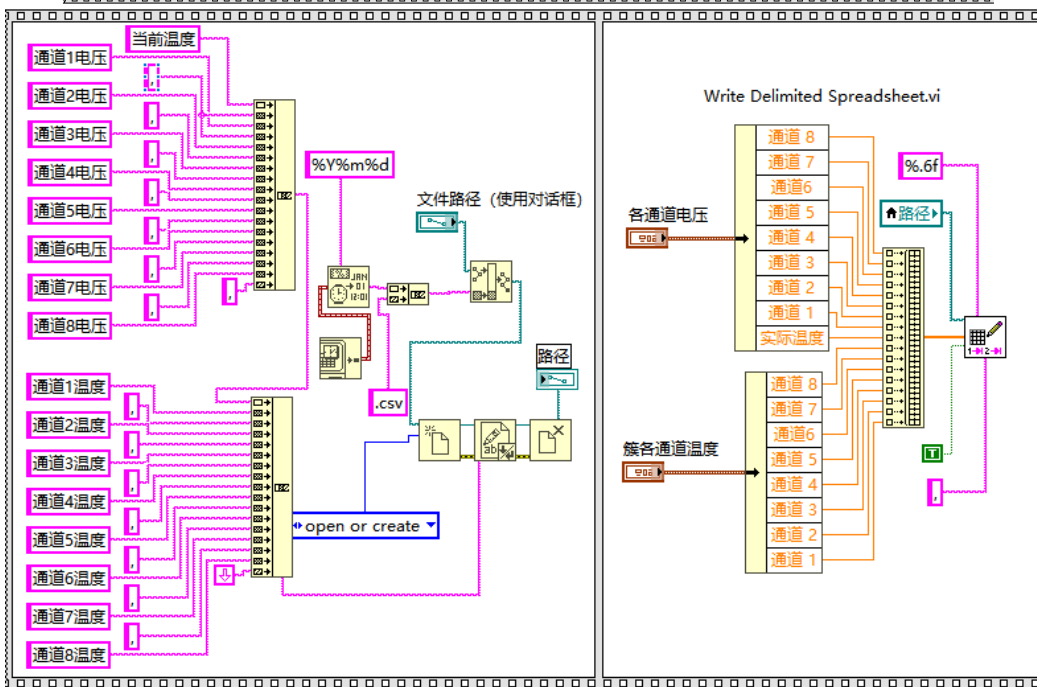 当前温度
通道1电压
,
通道2电压
,
通道3电压
,
通道4电压
,
通道5电压
,
通道6电压
,
通道7电压
,
通道8电压
,
%Y%m%d
文件路径（使用对话框）
JAN
01
12:01
.csv
路径
ab
open or create
通道1温度
,
通道2温度
,
通道3温度
,
通道4温度
,
通道5温度
,
通道6温度
,
通道7温度
,
通道8温度
Write Delimited Spreadsheet.vi
各通道电压
通道 8
通道 7
通道6
通道 5
通道 4
通道 3
通道 2
通道 1
实际温度
簇各通道温度
通道 8
通道 7
通道6
通道 5
通道 4
通道 3
通道 2
通道 1
%.6f
路径
1 2
T
,